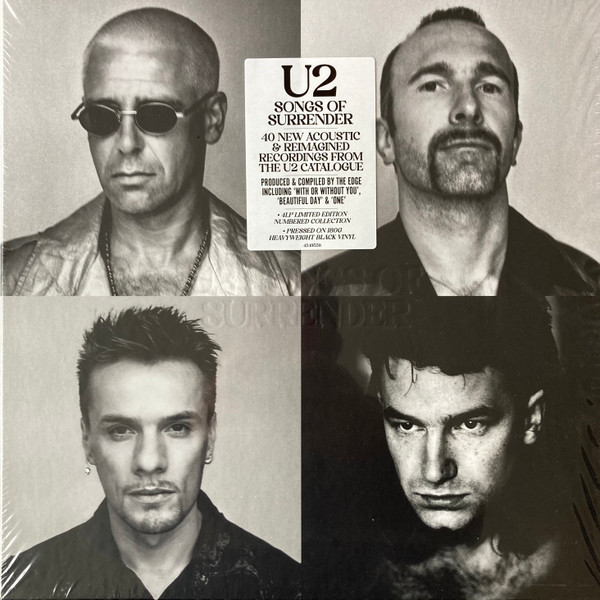 U2
SONGS OF
SURRENDER
40 NEW ACOUSTIC
& REIMAGINED
RECORDINGS FROM
THE U2 CATALOGUE
PRODUCED & COMPILED BY THE EDGE
INCLUDING 'WITH OR WITHOUT YOU',
'BEAUTIFUL DAY' & 'ONE'
• 4LP LIMITED EDITION
NUMBERED COLLECTION
• PRESSED ON 180G
HEAVYWEIGHT BLACK VINYL
SURRENDER